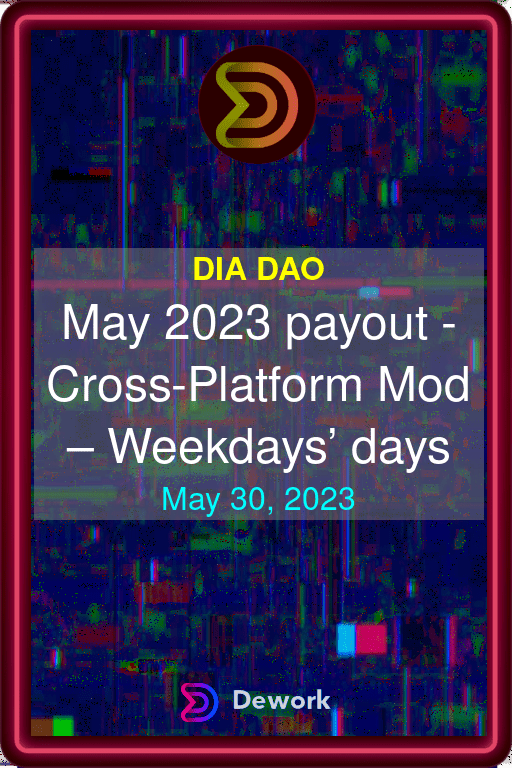 DIA DAO
May 2023 payout -
Cross-Platform Mod
– Weekdays’ days
May 30, 2023
Dework